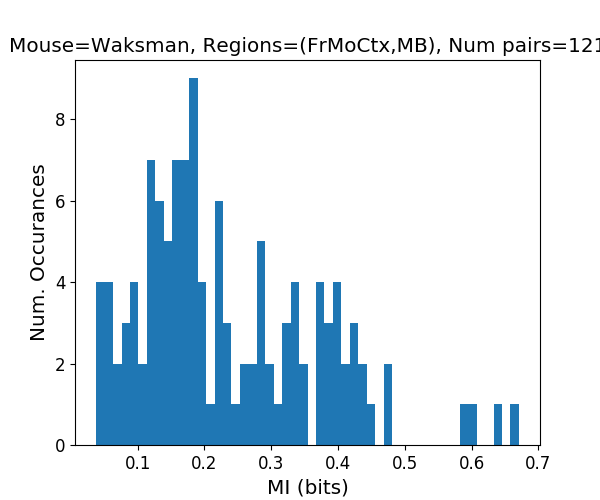 Mouse=Waksman, Regions=(FrMoCtx,MB), Num pairs=121
Num. Occurances
8
6
4
2
0
0.1 0.2 0.3 0.4 0.5 0.6 0.7
MI (bits)